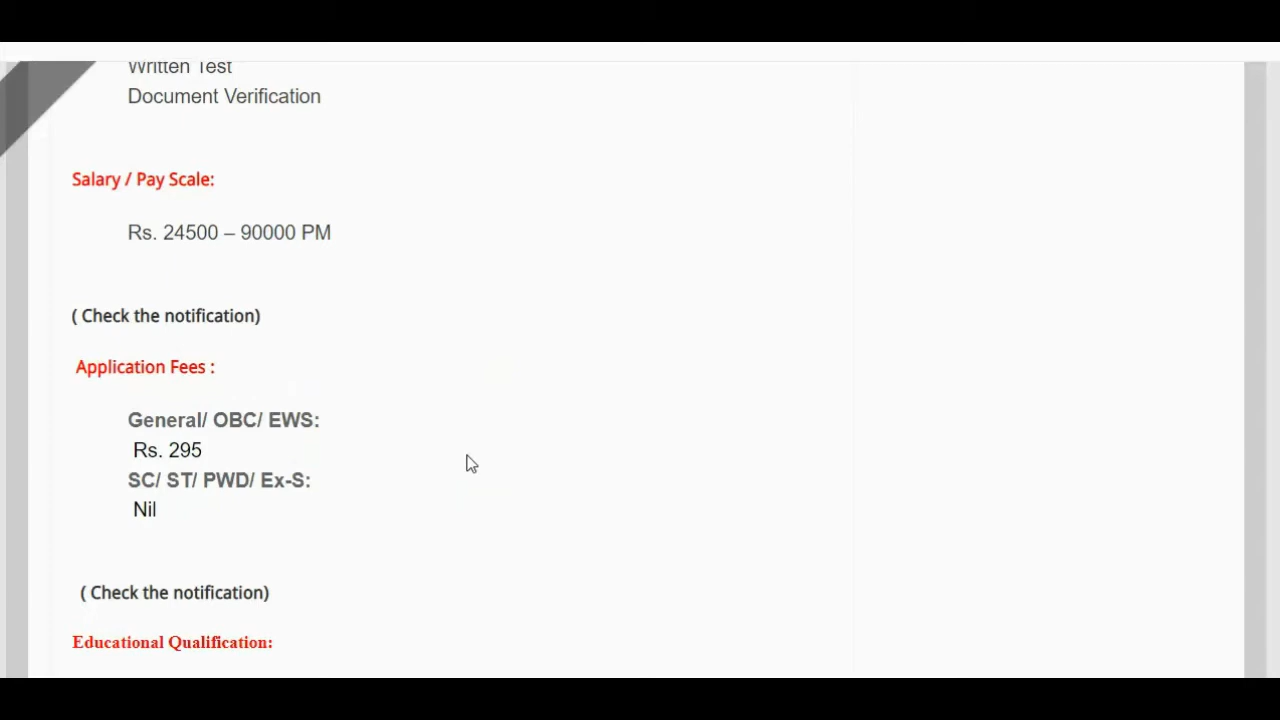 Written Test
Document Verification
Salary / Pay Scale:
Rs. 24500 – 90000 PM
( Check the notification)
Application Fees :
General/ OBC/ EWS:
Rs. 295
SC/ ST/ PWD/ Ex-S:
Nil
( Check the notification)
Educational Qualification: